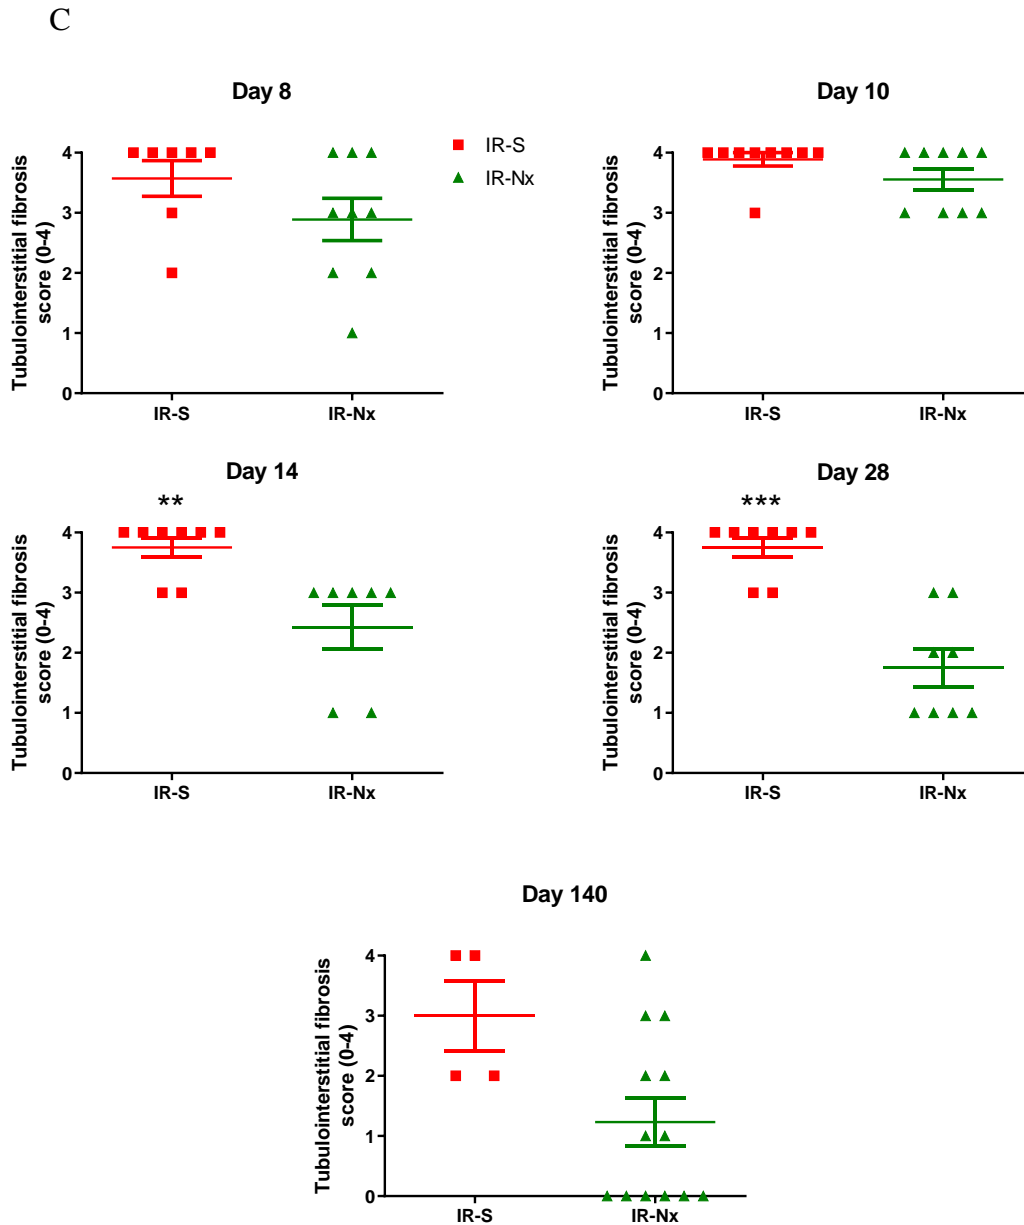 C
Day 8
Tubulointerstitial fibrosis
score (0-4)
4
3
2
1
0
IR-S
IR-Nx
IR-S
IR-Nx
Day 10
Tubulointerstitial fibrosis
score (0-4)
4
3
2
1
0
IR-S
IR-Nx
Day 14
**
Tubulointerstitial fibrosis
score (0-4)
4
3
2
1
0
IR-S
IR-Nx
Day 28
***
Tubulointerstitial fibrosis
score (0-4)
4
3
2
1
0
IR-S
IR-Nx
Day 140
Tubulointerstitial fibrosis
score (0-4)
4
3
2
1
0
IR-S
IR-Nx